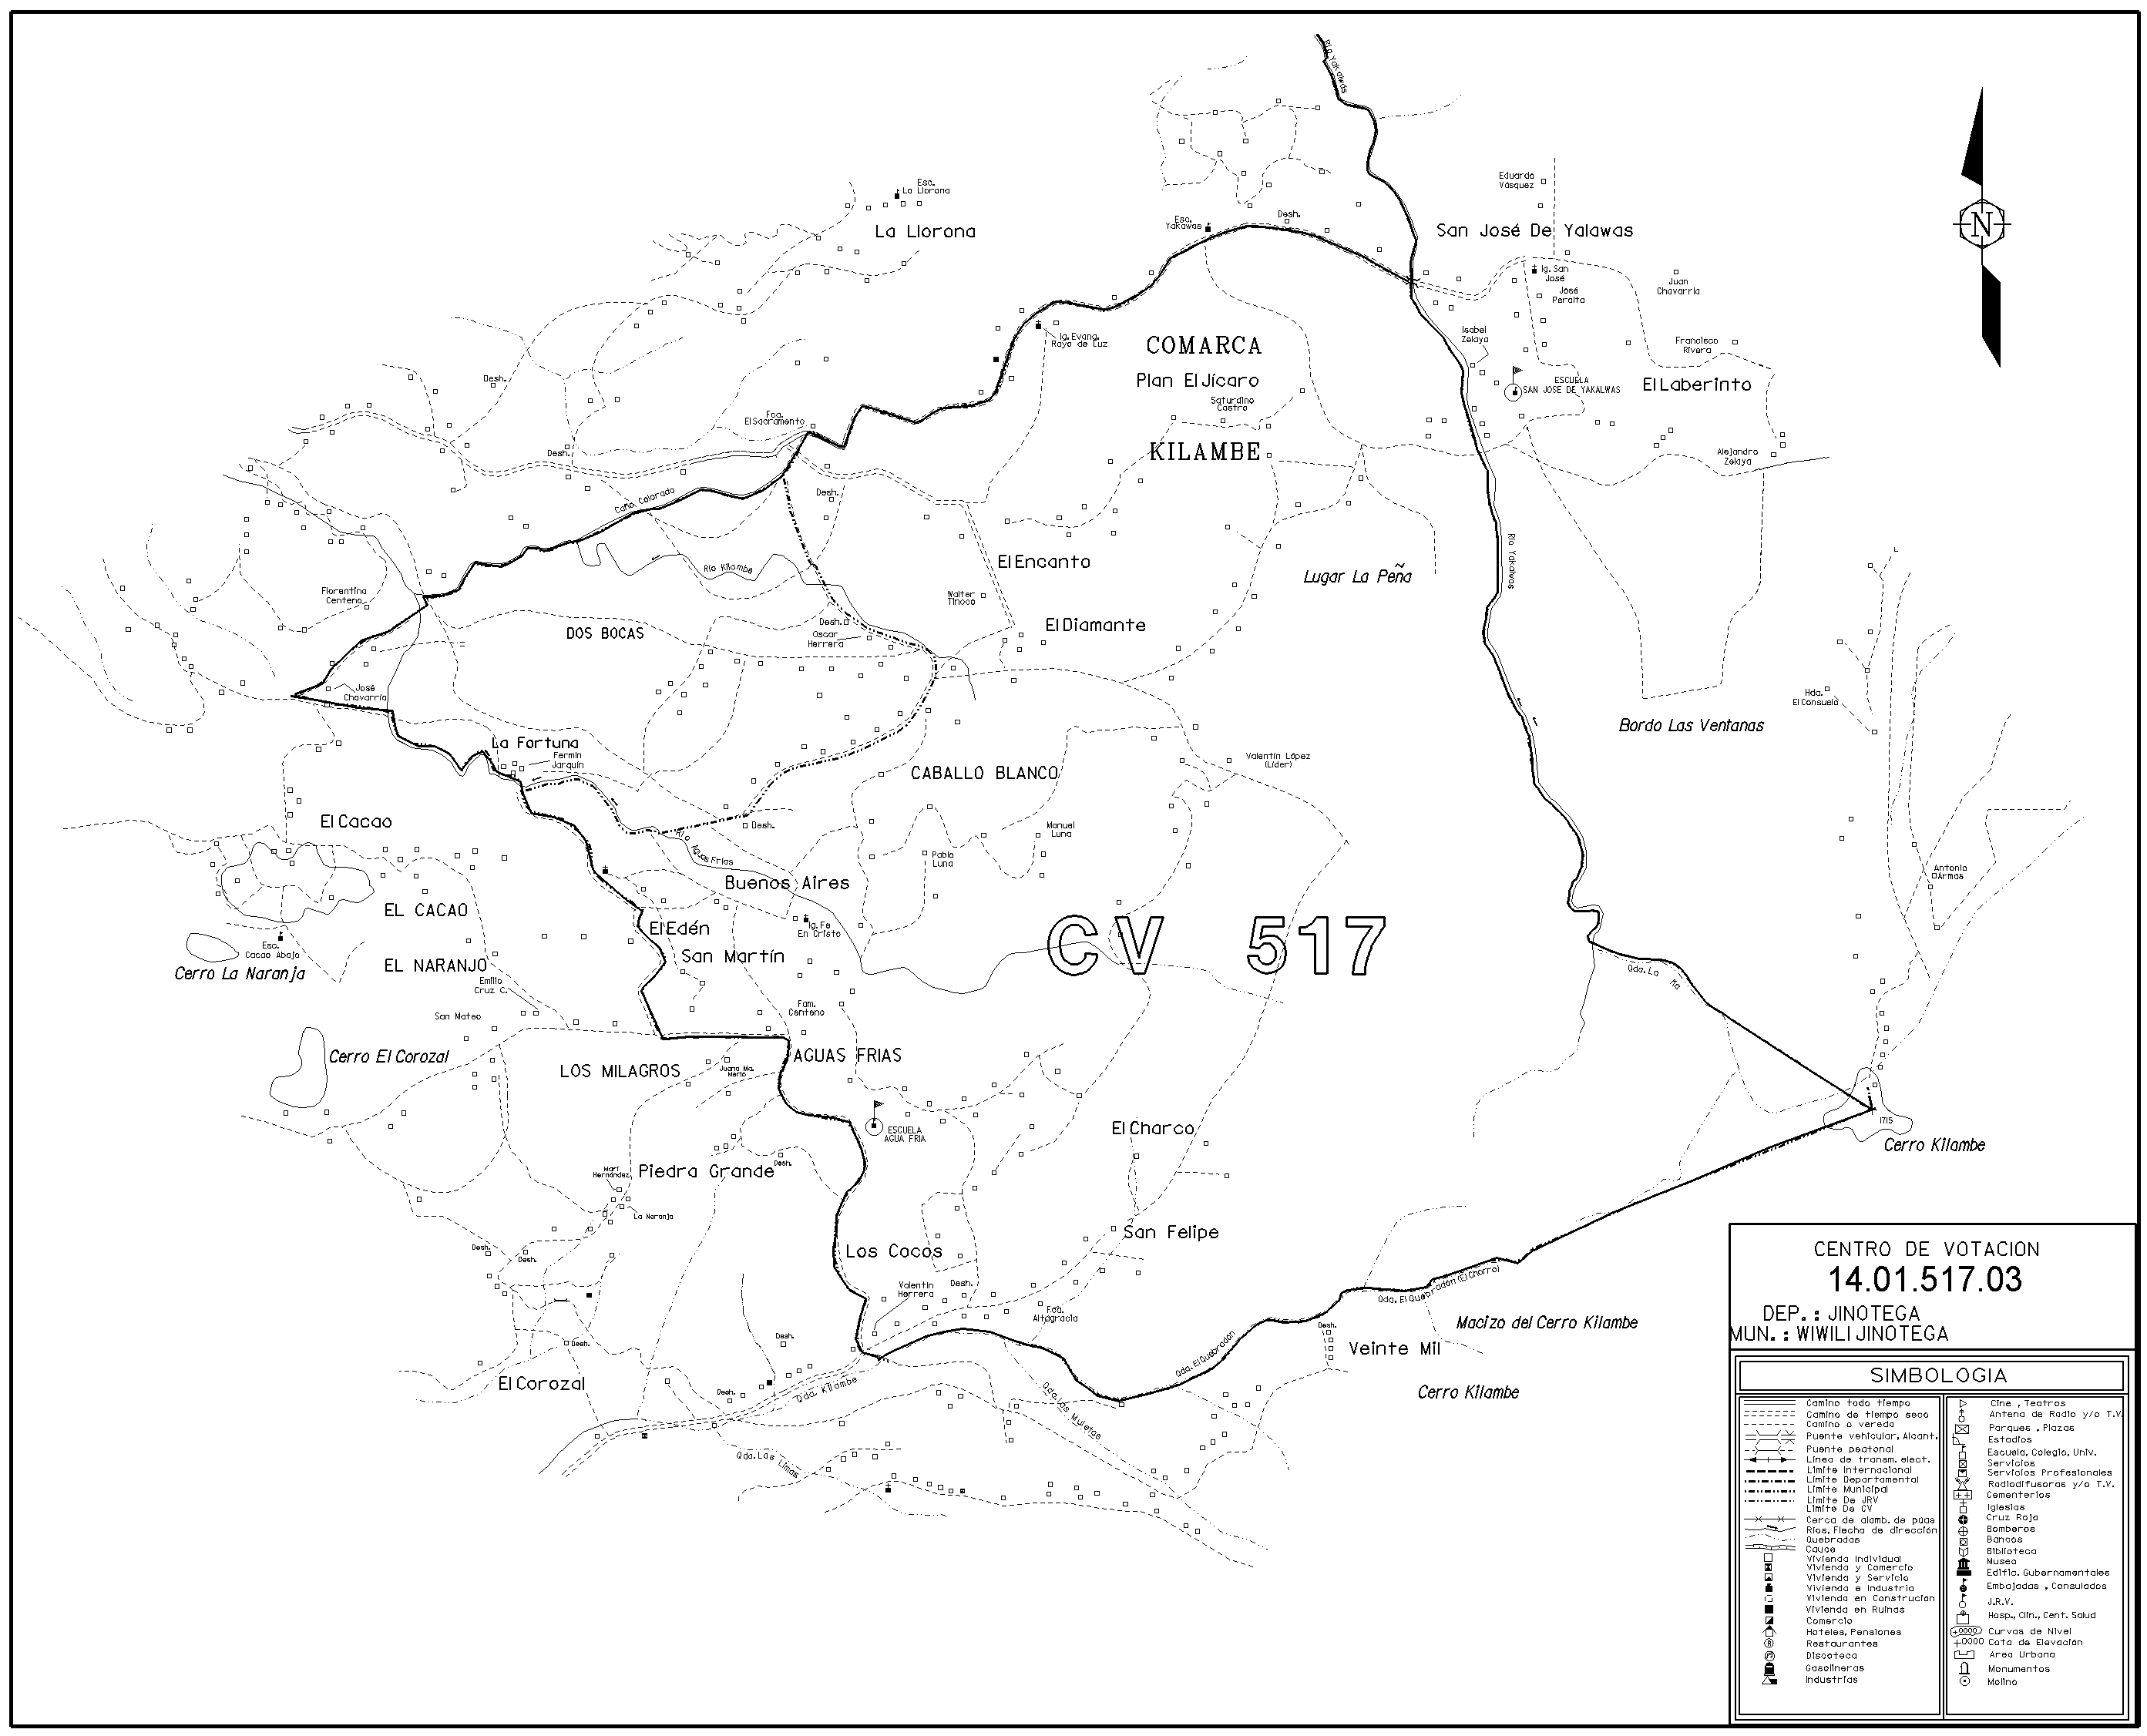 Río Yakalwás
Esc.
La Llorona
La Llorona
Eduardo
Vásquez
Esc.
Yakawas
Desh.
San José De Yalawas
N
Ig. San
José
José
Peralta
Juan
Chavarría
Ig. Evang.
Rayo de Luz
COMARCA
Isabel
Zelaya
Francisco
Rivera
Desh.
Plan El Jícaro
ESCUELA
SAN JOSE DE YAKALWAS
El Laberinto
Saturdino
Castro
Fca.
El Sacramento
Desh.
KILAMBE
Alejandro
Zelaya
Desh.
Caño Colorado
Río Yakalwas
El Encanto
Río Kilambe
Lugar La Peña
Florentina
Centeno
Walter
Tinoco
Desh.
Oscar
Herrera
El Diamante
DOS BOCAS
José
Chavarría
Hda.
El Consuelo
Bordo Las Ventanas
La Fortuna
Fermin
Jarquín
Valentín López
(Líder)
CABALLO BLANCO
El Cacao
Desh.
Manuel
Luna
Río Aguas Frías
Pablo
Luna
Antonio
Armas
Buenos Aires
EL CACAO
El Edén
Ig. Fe
En Cristo
CV 517
Esc.
Cacao Abajo
San Martín
EL NARANJO
Cerro La Naranja
Emilio
Cruz C.
Qda. La Ma
Fam.
Centeno
San Mateo
Cerro El Corozal
AGUAS FRIAS
LOS MILAGROS
Juana Ma.
Merlo
1715
ESCUELA
AGUA FRIA
El Charco
Cerro Kilambe
Desh.
Mari
Hernández
Piedra Grande
La Naranja
San Felipe
Desh.
Desh.
Los Cocos
Valentín
Herrera
Desh.
Qda. El Quebradón (El Chorro)
Fca.
Altagracia
Macizo del Cerro Kilambe
Desh.
Desh.
Desh.
Veinte Mil
Qda. El Quebradón
El Corozal
Desh.
Qda. Kilambe
Qda. Las Muletas
Cerro Kilambe
Qda. Las Limas
CENTRO DE VOTACION
14.01.517.03
DEP. : JINOTEGA
MUN. : WIWILI JINOTEGA
SIMBOLOGIA
Camino todo tiempo
Camino de tiempo seco
Camino o vereda
Puente vehicular, Alcant.
Puente peatonal
Línea de transm. elect.
Límite Internacional
Límite Departamental
Límite Municipal
Límite De JRV
Límite De CV
Cerca de alamb. de púas
Ríos, Flecha de dirección
Quebradas
Cauce
Vivienda Individual
Vivienda y Comercio
Vivienda y Servicio
Vivienda e Industria
Vivienda en Construcían
Vivienda en Ruinas
Comercio
Hoteles, Pensiones
Restaurantes
Discoteca
Gasolineras
Industrias
Cine , Teatros
Antena de Radio y/o T.V.
Parques , Plazas
Estadios
Escuela, Colegio, Univ.
Servicios
Servicios Profesionales
Radiodifusoras y/o T.V.
Cementerios
Iglesias
Cruz Roja
Bomberos
Bancos
Biblioteca
Museo
Edific. Gubernamentales
Embajadas , Consulados
J.R.V.
Hosp., Clin., Cent. Salud
Curvas de Nivel
+0000 Cota de Elevación
Area Urbana
Monumentos
Molino